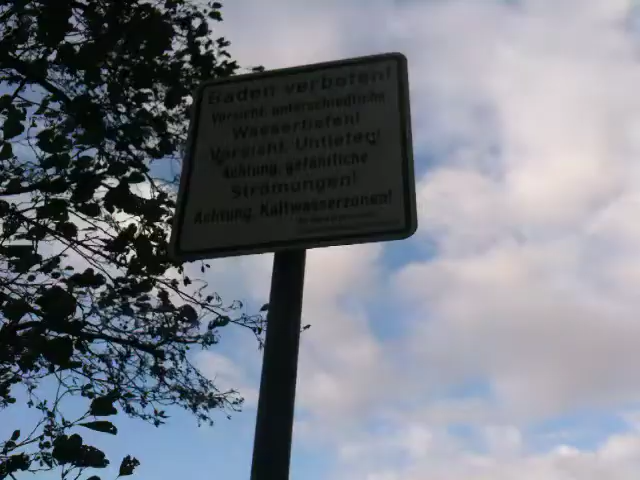 Baden verboten!
Vorsicht, unterschiedliche
Wassertiefen!
Vorsicht, Untiefen!
Achtung, gefährliche
Strömungen!
Achtung, Kaltwasserzonen!